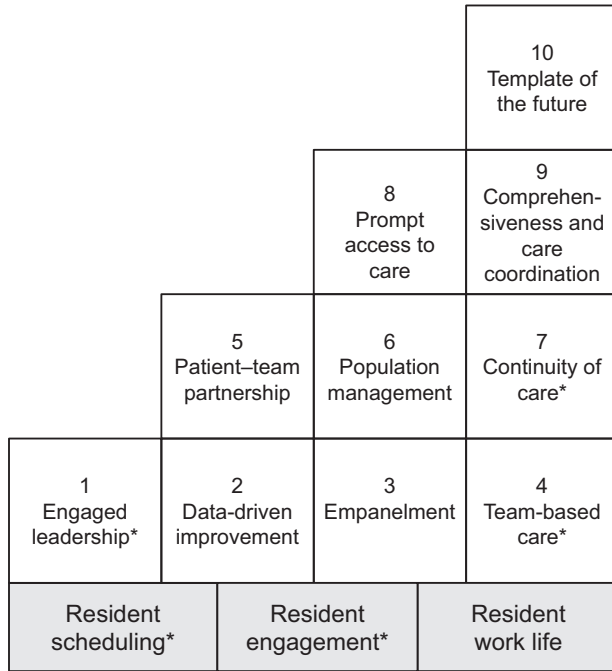 10
Template of
the future
8
Prompt
access to
care
9
Comprehen-
siveness and
care
coordination
5
Patient–team
partnership
6
Population
management
7
Continuity of
care*
1
Engaged
leadership*
2
Data-driven
improvement
3
Empanelment
4
Team-based
care*
Resident
scheduling*
Resident
engagement*
Resident
work life